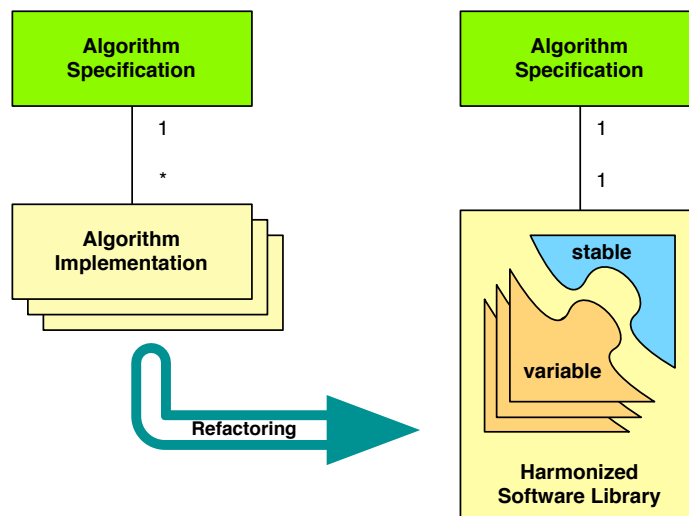 Algorithm
Specification
1
*
Algorithm
Implementation
Refactoring
Algorithm
Specification
1
1
stable
variable
Harmonized
Software Library